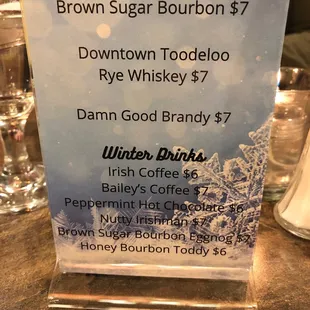 Brown Sugar Bourbon $7
Downtown Toodeloo
Rye Whiskey $7
Damn Good Brandy $7
Winter Drinks
Irish Coffee $6
Bailey's Coffee $7
Peppermint Hot Chocolate $6
Nutty Irishman $7
Brown Sugar Bourbon Eggnog $7
Honey Bourbon Toddy $6